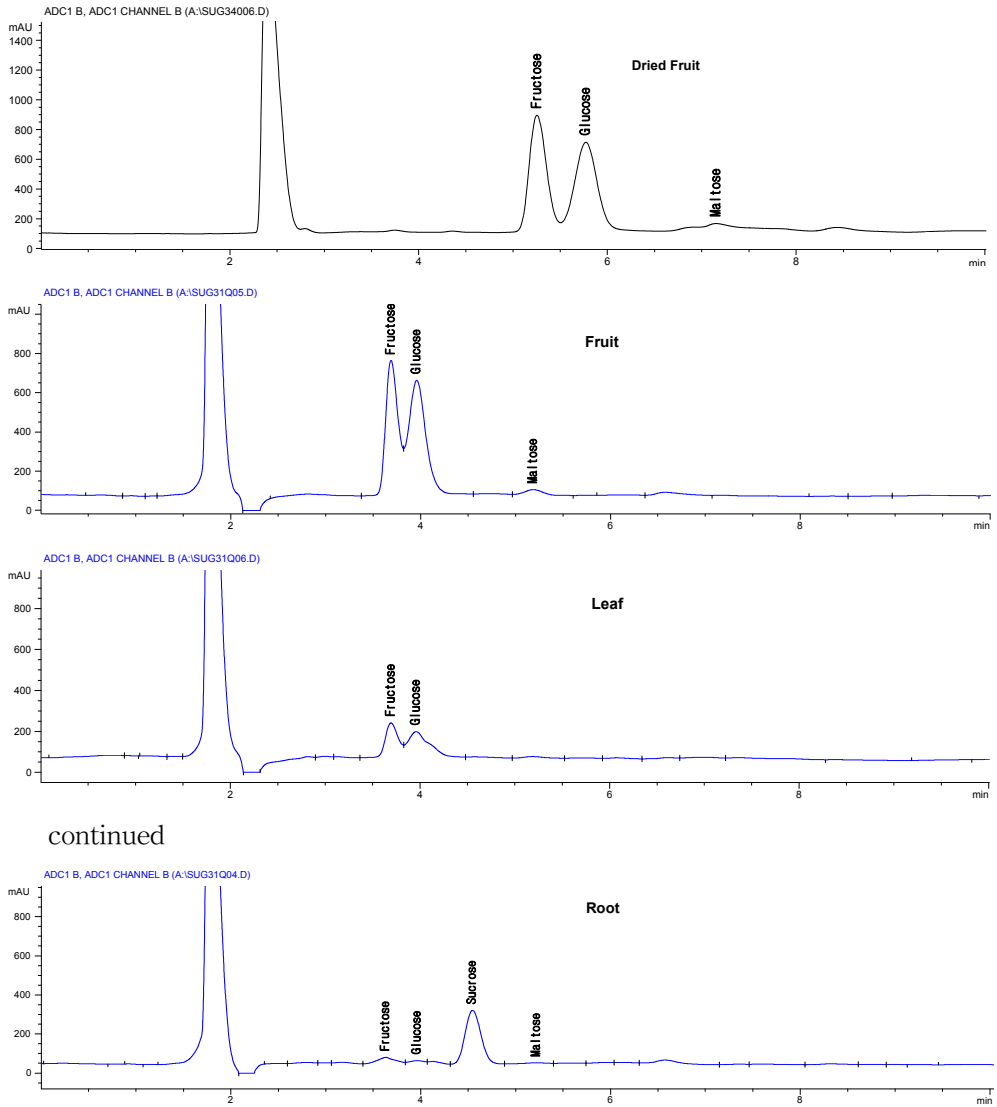 ADC1 B, ADC1 CHANNEL B (A:\SUG34006.D)
mAU
1400
1200
1000
800
600
400
200
0
Fructose
Glucose
Maltose
Dried Fruit
2
4
6
8
min
ADC1 B, ADC1 CHANNEL B (A:\SUG31Q05.D)
mAU
800
600
400
200
0
Fructose
Glucose
Maltose
Fruit
2
4
6
8
min
ADC1 B, ADC1 CHANNEL B (A:\SUG31Q06.D)
mAU
800
600
400
200
0
Fructose
Glucose
Leaf
2
4
6
8
min
continued
ADC1 B, ADC1 CHANNEL B (A:\SUG31Q04.D)
mAU
800
600
400
200
0
Fructose
Glucose
Sucrose
Maltose
Root
2
4
6
8
min